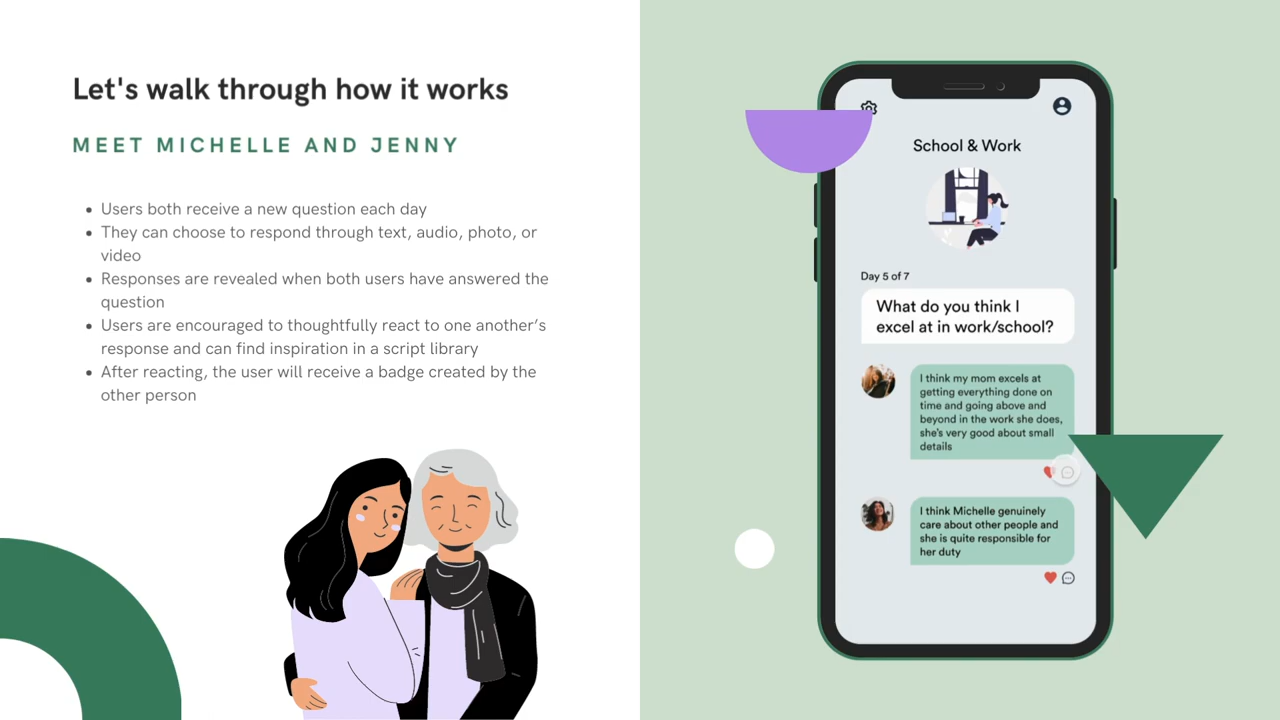 Let's walk through how it works
MEET MICHELLE AND JENNY
Users both receive a new question each day
They can choose to respond through text, audio, photo, or
video
Responses are revealed when both users have answered the
question
Users are encouraged to thoughtfully react to one another’s
response and can find inspiration in a script library
After reacting, the user will receive a badge created by the
other person
School & Work
Day 5 of 7
What do you think I
excel at in work/school?
I think my mom excels at
getting everything done on
time and going above and
beyond in the work she does,
she's very good about small
details
I think Michelle genuinely
care about other people and
she is quite responsible for
her duty